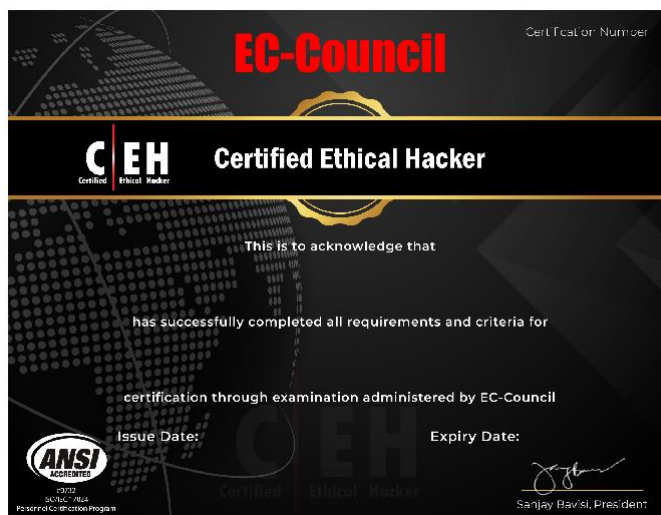 EC-Council
Certification Number
C EH
Certified Ethical Hacker
Certified Ethical Hacker
This is to acknowledge that
has successfully completed all requirements and criteria for
certification through examination administered by EC-Council
Issue Date:
Expiry Date:
C EH
Certified Ethical Hacker
ANSI
ACCREDITED
Personnel Certification Program
Sanjay Bavisi, President